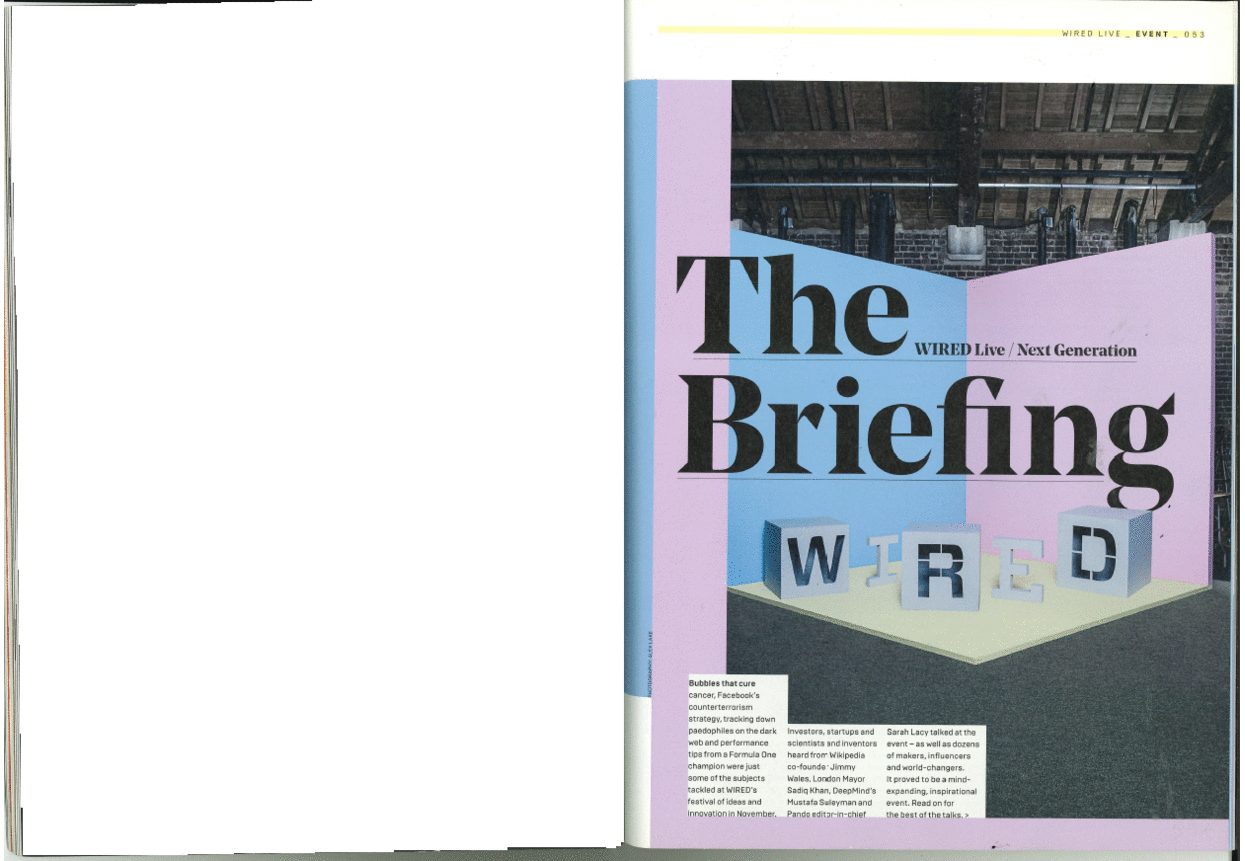 WIRED LIVE _ EVENT _ 053
The
WIRED Live / Next Generation
Briefing
WIRED
Bubbles that cure
cancer, Facebook's
counterterrorism
strategy, tracking down
paedophiles on the dark
web and performance
tips from a Formula One
champion were just
some of the subjects
tackled at WIRED's
festival of ideas and
innovation in November.
Investors, startups and
scientists and inventors
heard from Wikipedia
co-founder Jimmy
Wales, London Mayor
Sadiq Khan, DeepMind's
Mustafa Suleyman and
Pando editor-in-chief
Sarah Lacy talked at the
event – as well as dozens
of makers, influencers
and world-changers.
It proved to be a mind-
expanding, inspirational
event. Read on for
the best of the talks. >